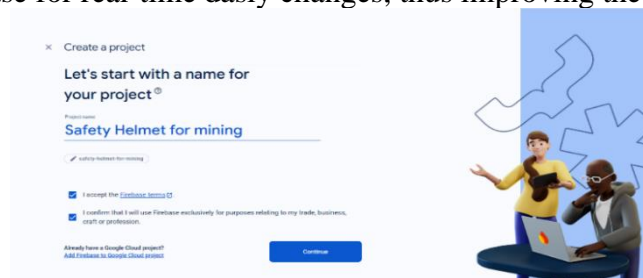 for real time daily changes, thus improving the
× Create a project
Let's start with a name for
your project
Project name
Safety Helmet for mining
safety-helmet-for-mining
I accept the Firebase terms
I confirm that I will use Firebase exclusively for purposes relating to my trade, business,
craft or profession.
Already have a Google Cloud project?
Add Firebase to Google Cloud project
Continue